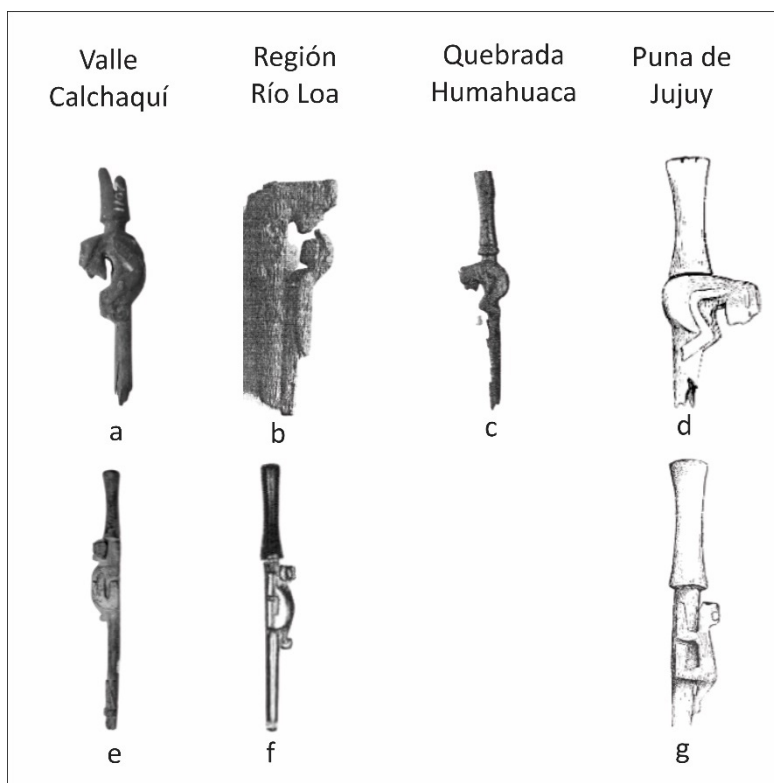 Valle
Calchaquí
Región
Río Loa
Quebrada
Humahuaca
Puna de
Jujuy
a
b
c
d
e
f
g